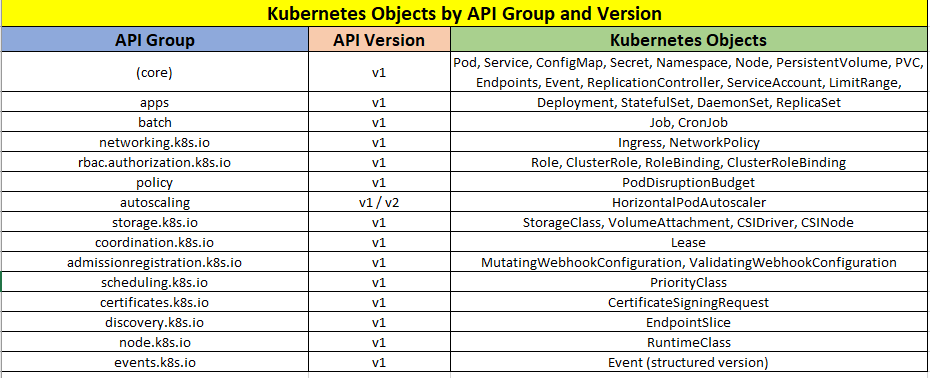 Kubernetes Objects by API Group and Version
API Group API Version Kubernetes Objects
(core) v1 Pod, Service, ConfigMap, Secret, Namespace, Node, PersistentVolume, PVC,
Endpoints, Event, ReplicationController, ServiceAccount, LimitRange,
apps v1 Deployment, StatefulSet, DaemonSet, ReplicaSet
batch v1 Job, CronJob
networking.k8s.io v1 Ingress, NetworkPolicy
rbac.authorization.k8s.io v1 Role, ClusterRole, RoleBinding, ClusterRoleBinding
policy v1 PodDisruptionBudget
autoscaling v1 / v2 HorizontalPodAutoscaler
storage.k8s.io v1 StorageClass, VolumeAttachment, CSIDriver, CSINode
coordination.k8s.io v1 Lease
admissionregistration.k8s.io v1 MutatingWebhookConfiguration, ValidatingWebhookConfiguration
scheduling.k8s.io v1 PriorityClass
certificates.k8s.io v1 CertificateSigningRequest
discovery.k8s.io v1 EndpointSlice
node.k8s.io v1 RuntimeClass
events.k8s.io v1 Event (structured version)